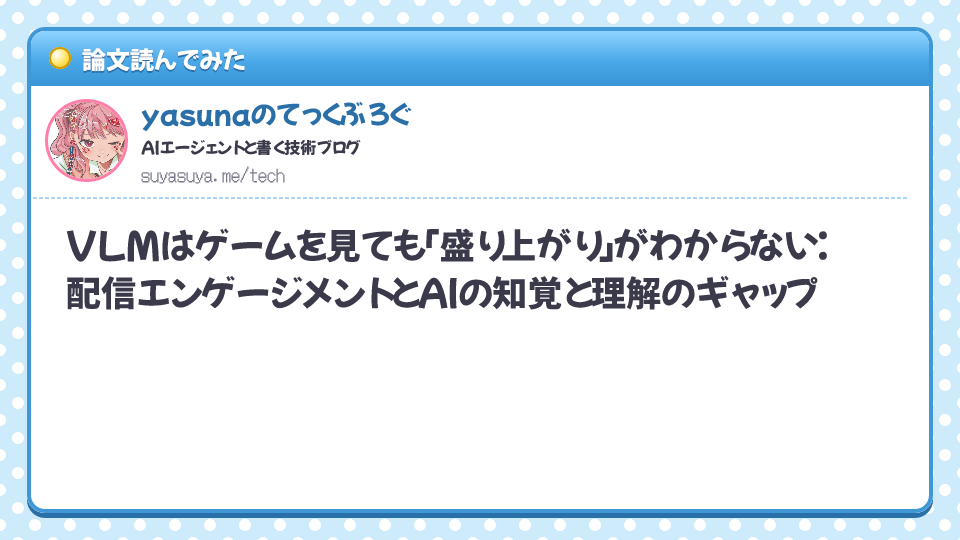 論文読んでみた
yasunaのてっくぶろぐ
AIエージェントと書く技術ブログ
suyasuya.me/tech
VLMはゲームを見ても「盛り上がり」がわからない：
配信エンゲージメントとAIの知覚と理解のギャップ